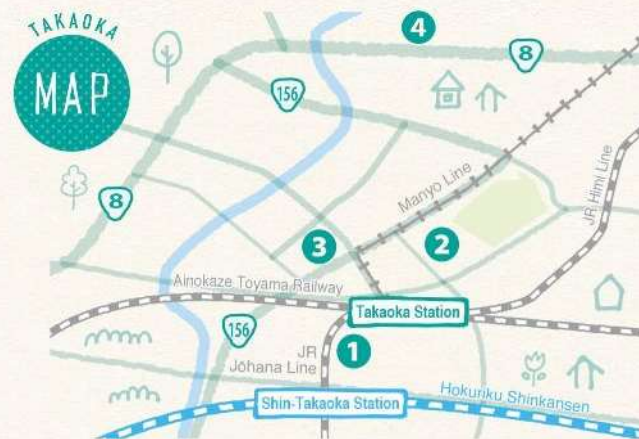 TAKAOKA
MAP
4
8
156
Manyo Line
JR Himi Line
8
3
2
Ainokaze Toyama Railway
Takaoka Station
156
JR
Johana Line
1
Shin-Takaoka Station
Hokuriku Shinkansen